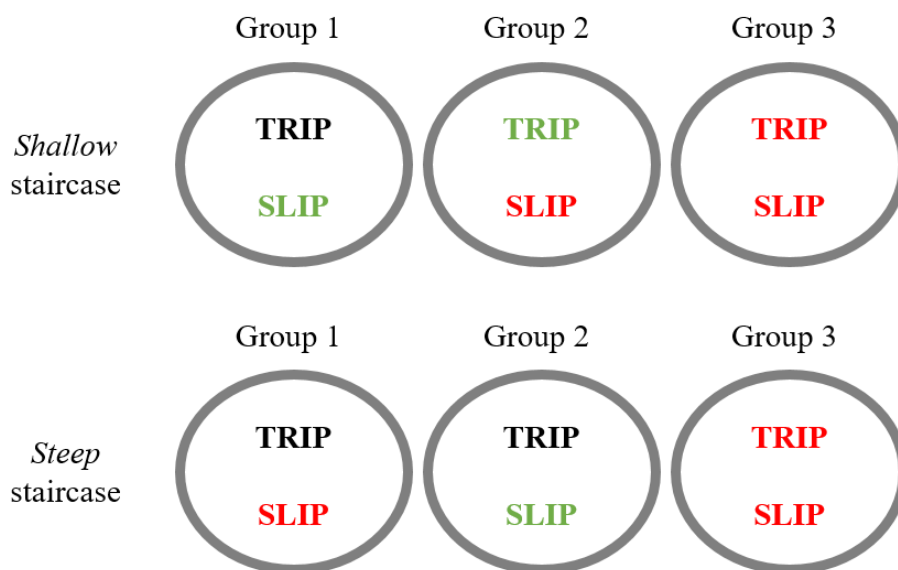 Group 1 Group 2 Group 3
Shallow
staircase
TRIP TRIP TRIP
SLIP SLIP SLIP
Group 1 Group 2 Group 3
Steep
staircase
TRIP TRIP TRIP
SLIP SLIP SLIP